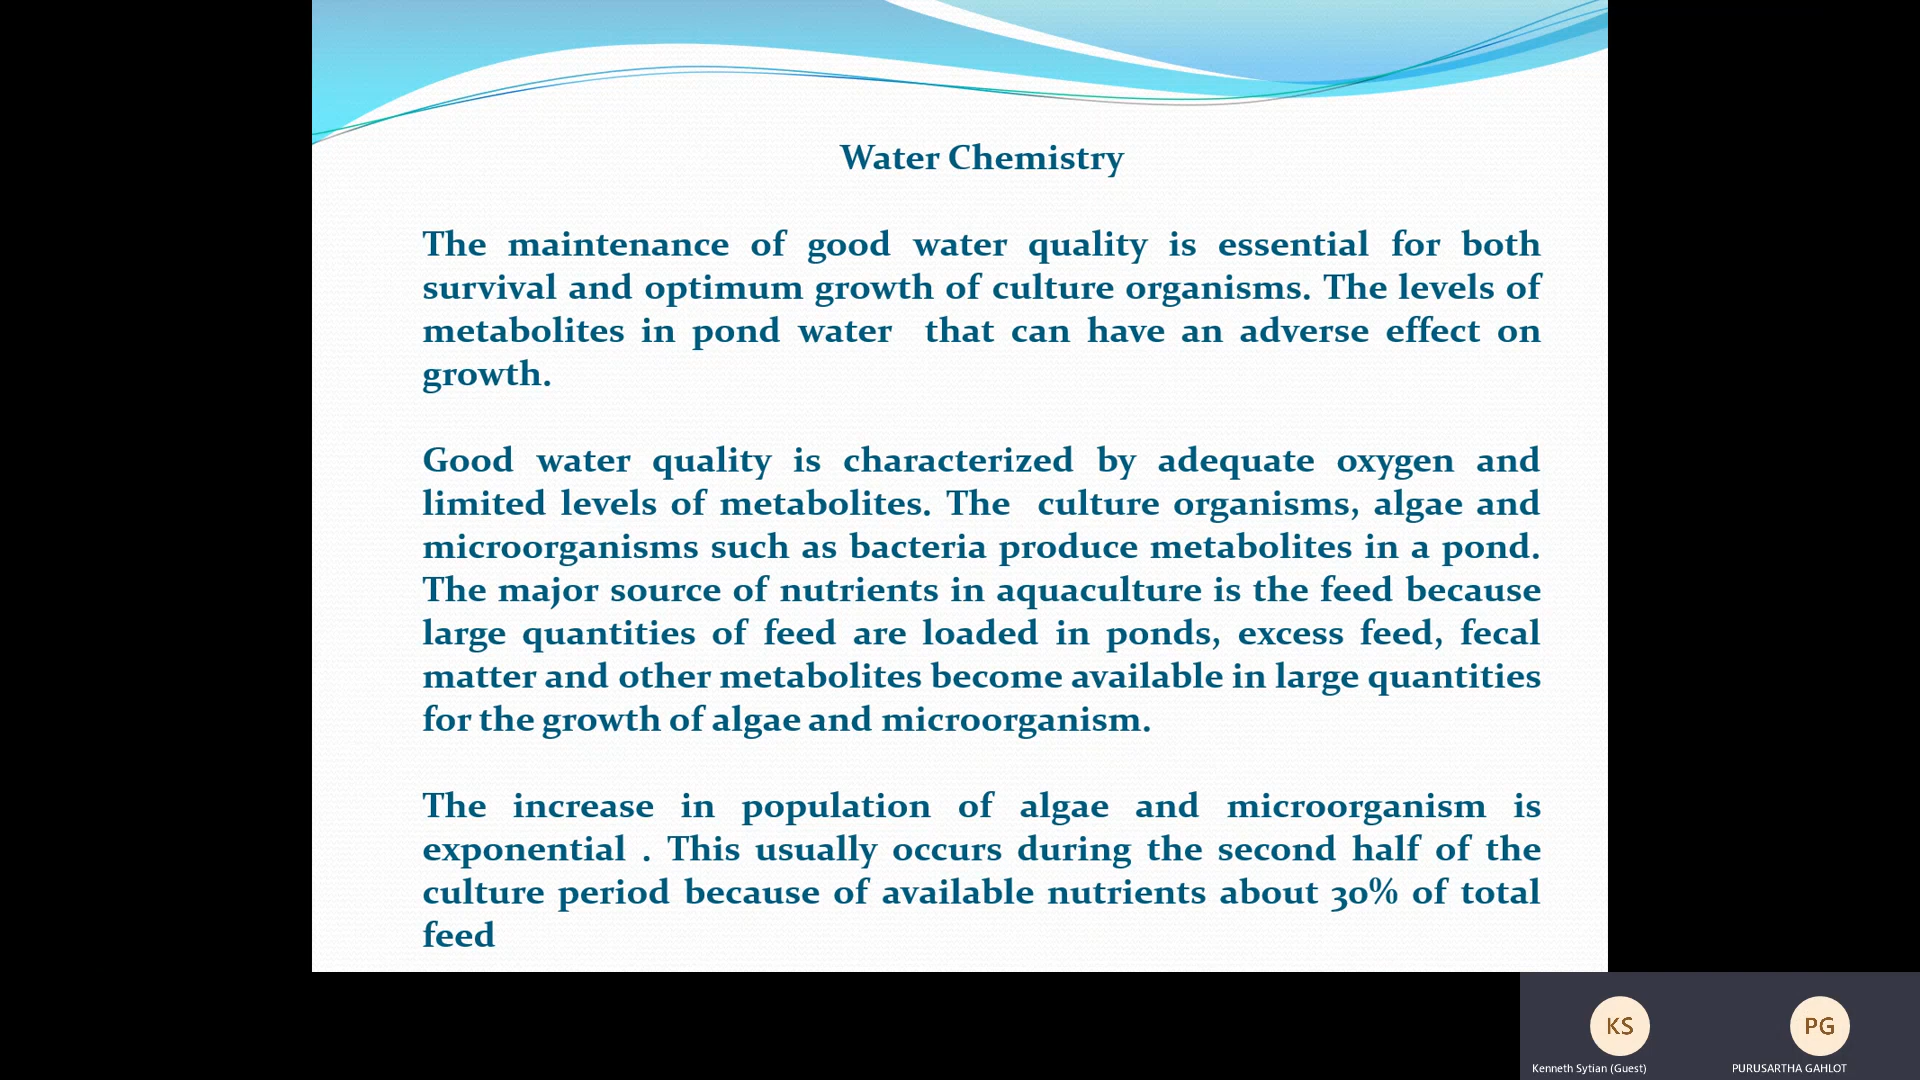 Water Chemistry
The maintenance of good water quality is essential for both
survival and optimum growth of culture organisms. The levels of
metabolites in pond water that can have an adverse effect on
growth.
Good water quality is characterized by adequate oxygen and
limited levels of metabolites. The culture organisms, algae and
microorganisms such as bacteria produce metabolites in a pond.
The major source of nutrients in aquaculture is the feed because
large quantities of feed are loaded in ponds, excess feed, fecal
matter and other metabolites become available in large quantities
for the growth of algae and microorganism.
The increase in population of algae and microorganism is
exponential . This usually occurs during the second half of the
culture period because of available nutrients about 30% of total
feed
KS
PG
Kenneth Sytian (Guest)
PURUSARTHA GAHLOT